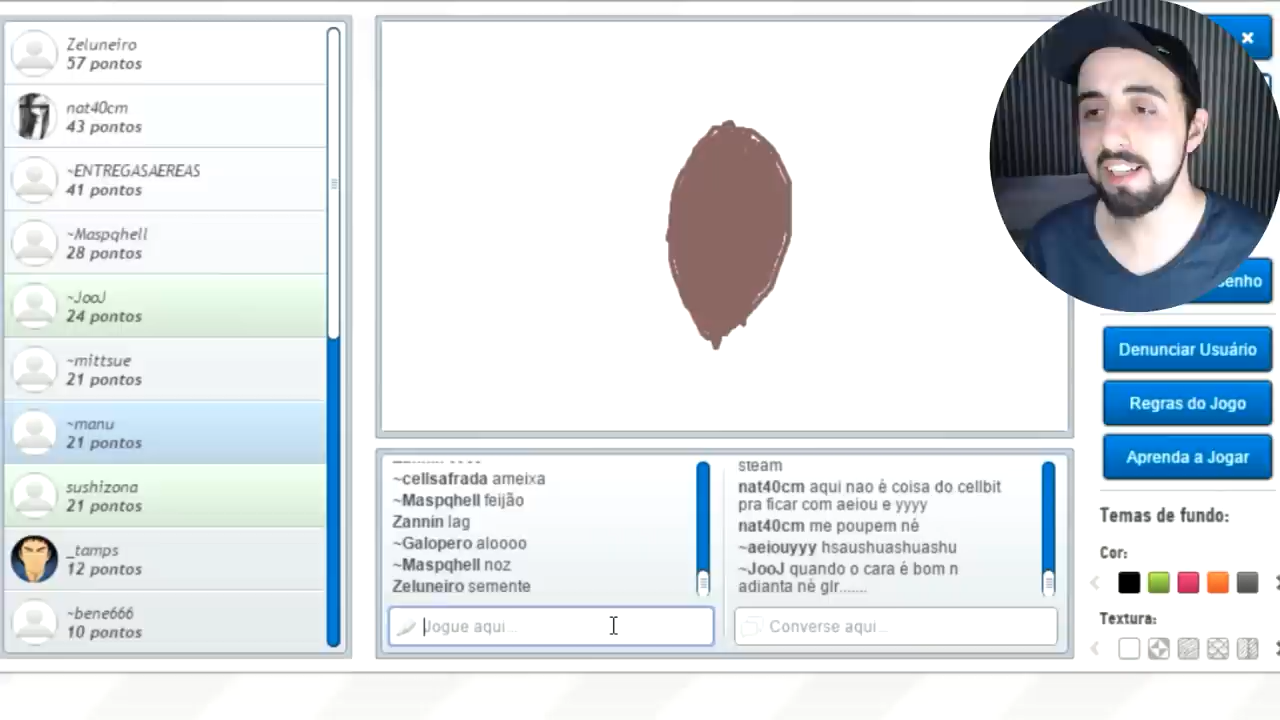 Zeluneiro
57 pontos
nat40cm
43 pontos
~ENTREGASAEREAS
41 pontos
~Maspqhell
28 pontos
~JooJ
24 pontos
~mittsue
21 pontos
~manu
21 pontos
sushizona
21 pontos
_tamps
12 pontos
~bene666
10 pontos
~cellsafrada ameixa
~Maspqhell feijão
Zannin lag
~Galopero aloooo
~Maspqhell noz
Zeluneiro semente
Jogue aqui...
steam
nat40cm aqui nao é coisa do cellbit
pra ficar com aeiou e yyyy
nat40cm me poupem né
~aeiouyyy hsaushuashuashu
~JooJ quando o cara é bom n
adianta né glr.......
Converse aqui...
Denunciar Usuário
Regras do Jogo
Aprenda a Jogar
Temas de fundo:
Cor:
Textura: